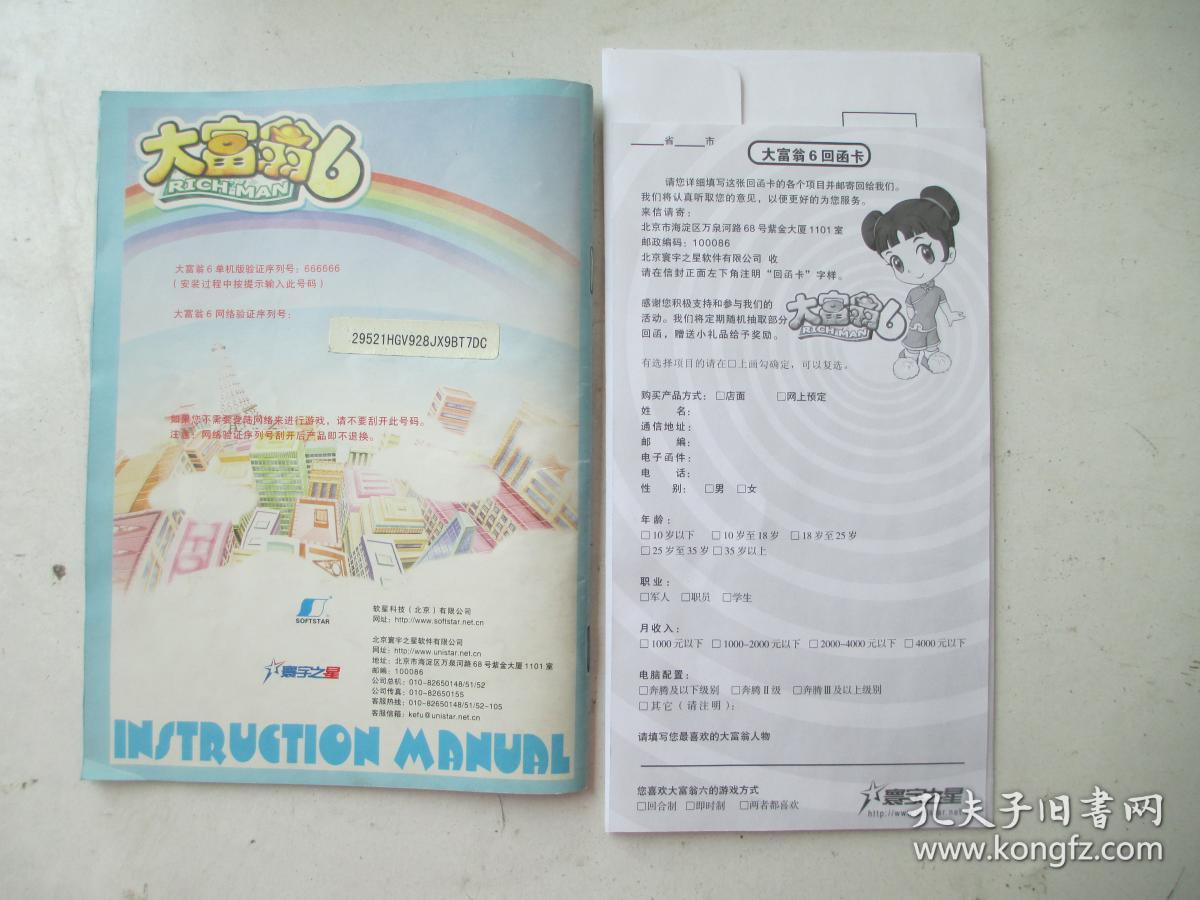 大富翁6
RICHMAN
大富翁6单机版验证序列号：666666
（安装过程中按提示输入此号码）
大富翁6网络验证序列号：
29521HGV928JX9BT7DC
如果您不需要登陆网络来进行游戏，请不要刮开此号码。
注意：网络验证序列号刮开后产品即不退换。
SOFTSTAR
软星科技（北京）有限公司
网址：http://www.softstar.net.cn
寰宇之星
北京寰宇之星软件有限公司
网址：http://www.unistar.net.cn
地址：北京市海淀区万泉河路68号紫金大厦1101室
邮编：100086
公司总机：010-82650148/51/52
公司传真：010-82650155
客服热线：010-82650148/51/52-105
客服信箱：kefu@unistar.net.cn
INSTRUCTION MANUAL
____省____市
大富翁6回函卡
请您详细填写这张回函卡的各个项目并邮寄回给我们。
我们将认真听取您的意见，以便更好的为您服务。
来信请寄：
北京市海淀区万泉河路68号紫金大厦1101室
邮政编码：100086
北京寰宇之星软件有限公司 收
请在信封正面左下角注明“回函卡”字样。
感谢您积极支持和参与我们的
活动。我们将定期随机抽取部分
回函，赠送小礼品给予奖励。
大富翁6
RICHMAN
有选择项目的请在□上画勾确定，可以复选。
购买产品方式：□店面 □网上预定
姓 名：
通信地址：
邮 编：
电子函件：
电 话：
性 别： □男 □女
年龄：
□10岁以下 □10岁至18岁 □18岁至25岁
□25岁至35岁 □35岁以上
职业：
□军人 □职员 □学生
月收入：
□1000元以下 □1000-2000元以下 □2000-4000元以下 □4000元以下
电脑配置：
□奔腾及以下级别 □奔腾Ⅱ级 □奔腾Ⅲ及以上级别
□其它（请注明）：
请填写您最喜欢的大富翁人物
您喜欢大富翁六的游戏方式
□回合制 □即时制 □两者都喜欢
寰宇之星
孔夫子旧书网
www.kongfz.com